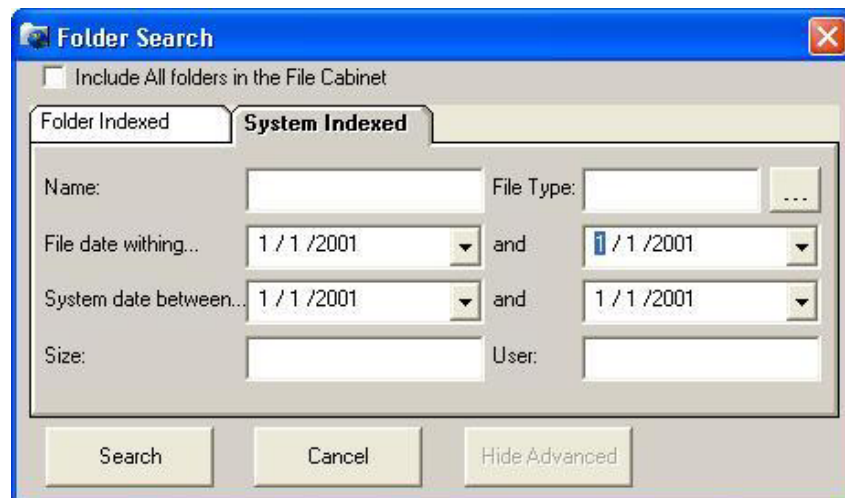 Folder Search
Include All folders in the File Cabinet
Folder Indexed System Indexed
Name: File Type: ...
File date withing... 1 / 1 /2001 and 1 / 1 /2001
System date between... 1 / 1 /2001 and 1 / 1 /2001
Size: User:
Search Cancel Hide Advanced